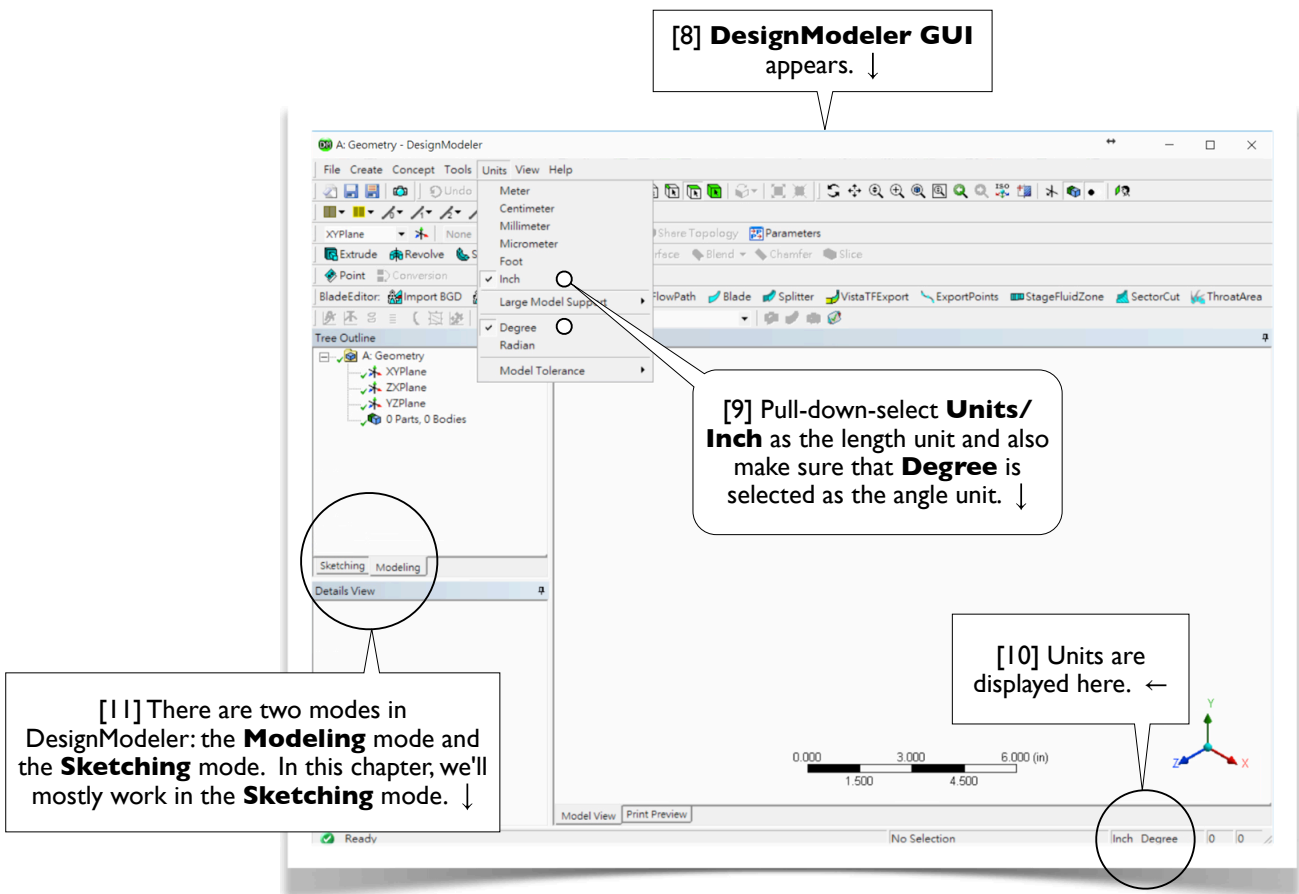 [8] DesignModeler GUI
appears. ↓
A: Geometry - DesignModeler
File Create Concept Tools Units View Help
Undo
Meter
Centimeter
Millimeter
Micrometer
Foot
Inch
Large Model Support
Degree
Radian
Model Tolerance
XYPlane None Share Topology Parameters
Extrude Revolve Blend Chamfer Slice
Point Conversion
BladeEditor: Import BGD FlowPath Blade Splitter VistaTFExport ExportPoints StageFluidZone SectorCut ThroatArea
Tree Outline
A: Geometry
XYPlane
ZXPlane
YZPlane
0 Parts, 0 Bodies
[9] Pull-down-select Units/
Inch as the length unit and also
make sure that Degree is
selected as the angle unit. ↓
Sketching Modeling
Details View
[10] Units are
displayed here. ←
[11] There are two modes in
DesignModeler: the Modeling mode and
the Sketching mode. In this chapter, we'll
mostly work in the Sketching mode. ↓
Y
Z X
0.000 3.000 6.000 (in)
1.500 4.500
Model View Print Preview
Ready No Selection Inch Degree 0 0